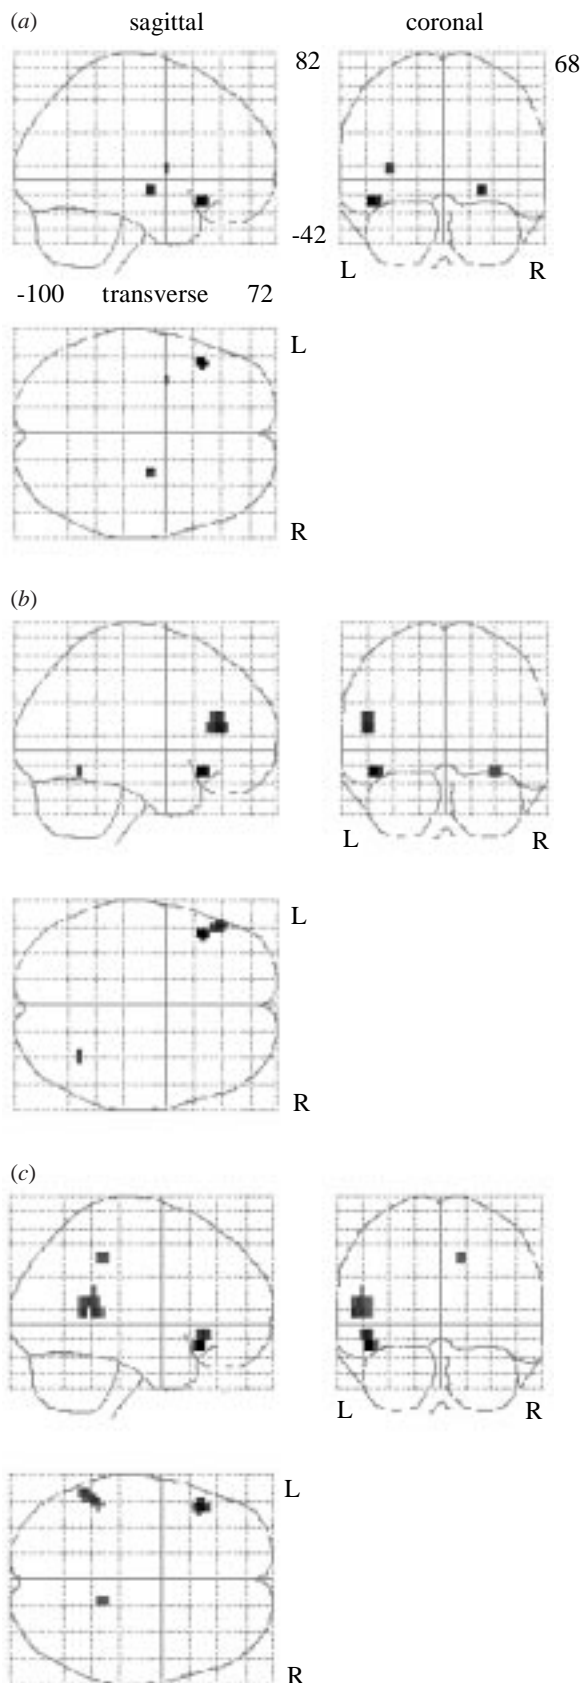 (a) sagittal coronal
82 68
-42
L R
-100 transverse 72
L
R
(b)
L R
L
R
(c)
L R
L
R